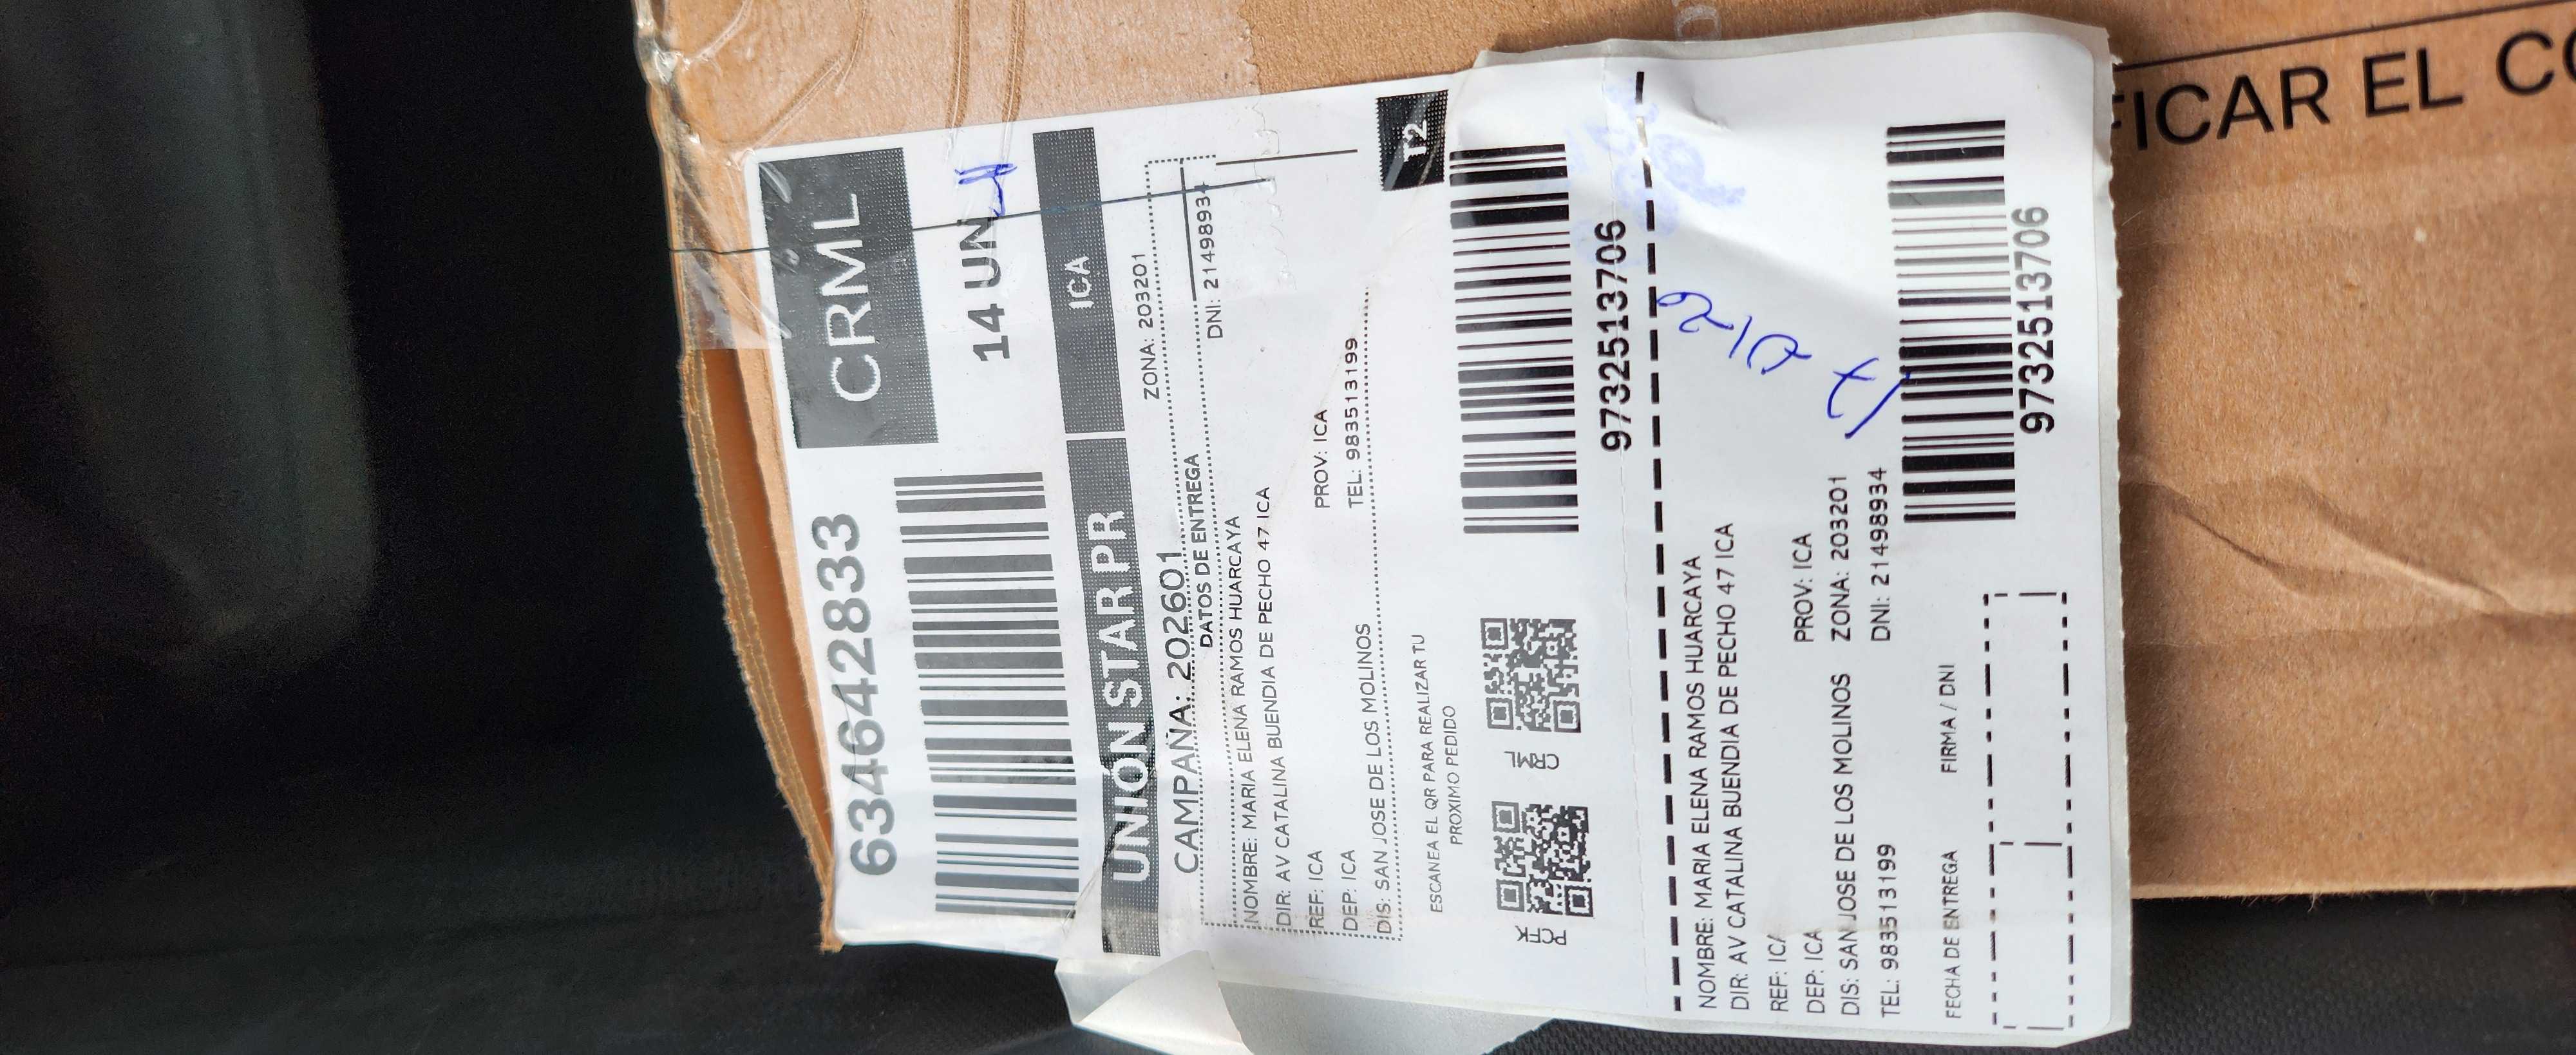 6346642833
CRML
14 UN
UNIÓN STAR PR
ICA
CAMPAÑA: 202601
ZONA: 203201
DATOS DE ENTREGA
DNI: 21498934
NOMBRE: MARIA ELENA RAMOS HUARCAYA
DIR: AV CATALINA BUENDIA DE PECHO 47 ICA
REF: ICA
DEP: ICA
PROV: ICA
DIS: SAN JOSE DE LOS MOLINOS
TEL: 983513199
ESCANEA EL QR PARA REALIZAR TU
PROXIMO PEDIDO
T2
PCFK
CRML
9732513706
NOMBRE: MARIA ELENA RAMOS HUARCAYA
DIR: AV CATALINA BUENDIA DE PECHO 47 ICA
REF: ICA
DEP: ICA
PROV: ICA
DIS: SAN JOSE DE LOS MOLINOS
ZONA: 203201
TEL: 983513199
DNI: 21498934
FECHA DE ENTREGA
FIRMA / DNI
9732513706
FICAR EL CO